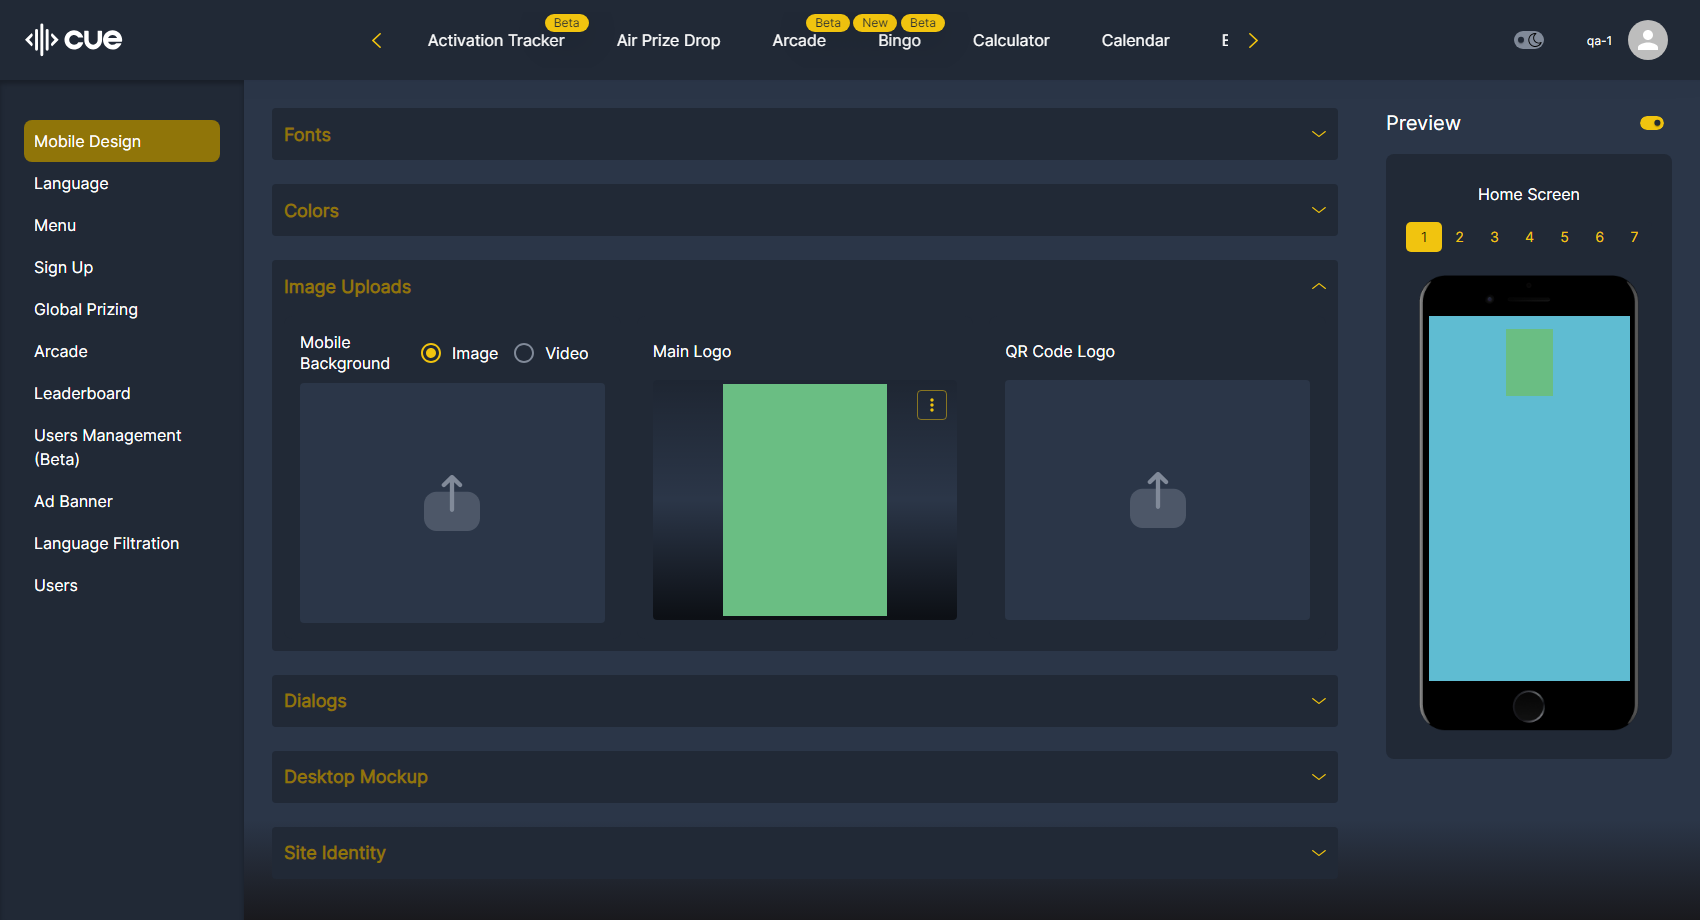 cue
Beta
Beta
New
Beta
Activation Tracker
Air Prize Drop
Arcade
Bingo
Calculator
Calendar
qa-1
Mobile Design
Language
Menu
Sign Up
Global Prizing
Arcade
Leaderboard
Users Management
(Beta)
Ad Banner
Language Filtration
Users
Fonts
Colors
Image Uploads
Mobile
Background
Image
Video
Main Logo
QR Code Logo
Dialogs
Desktop Mockup
Site Identity
Preview
Home Screen
1 2 3 4 5 6 7